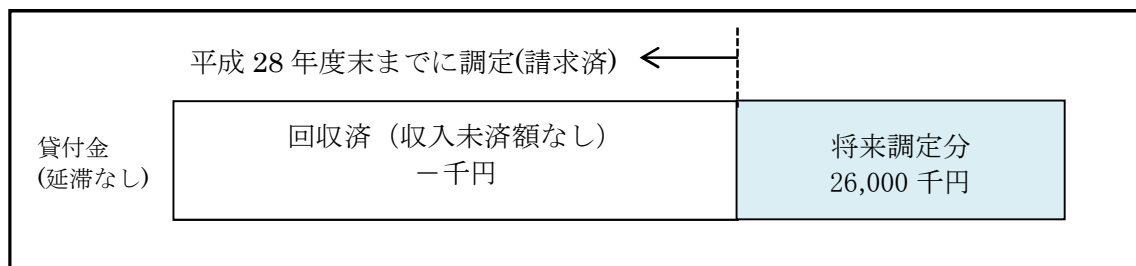 平成 28 年度末までに調定(請求済)
貸付金
(延滞なし)
回収済（収入未済額なし）
－千円
将来調定分
26,000 千円